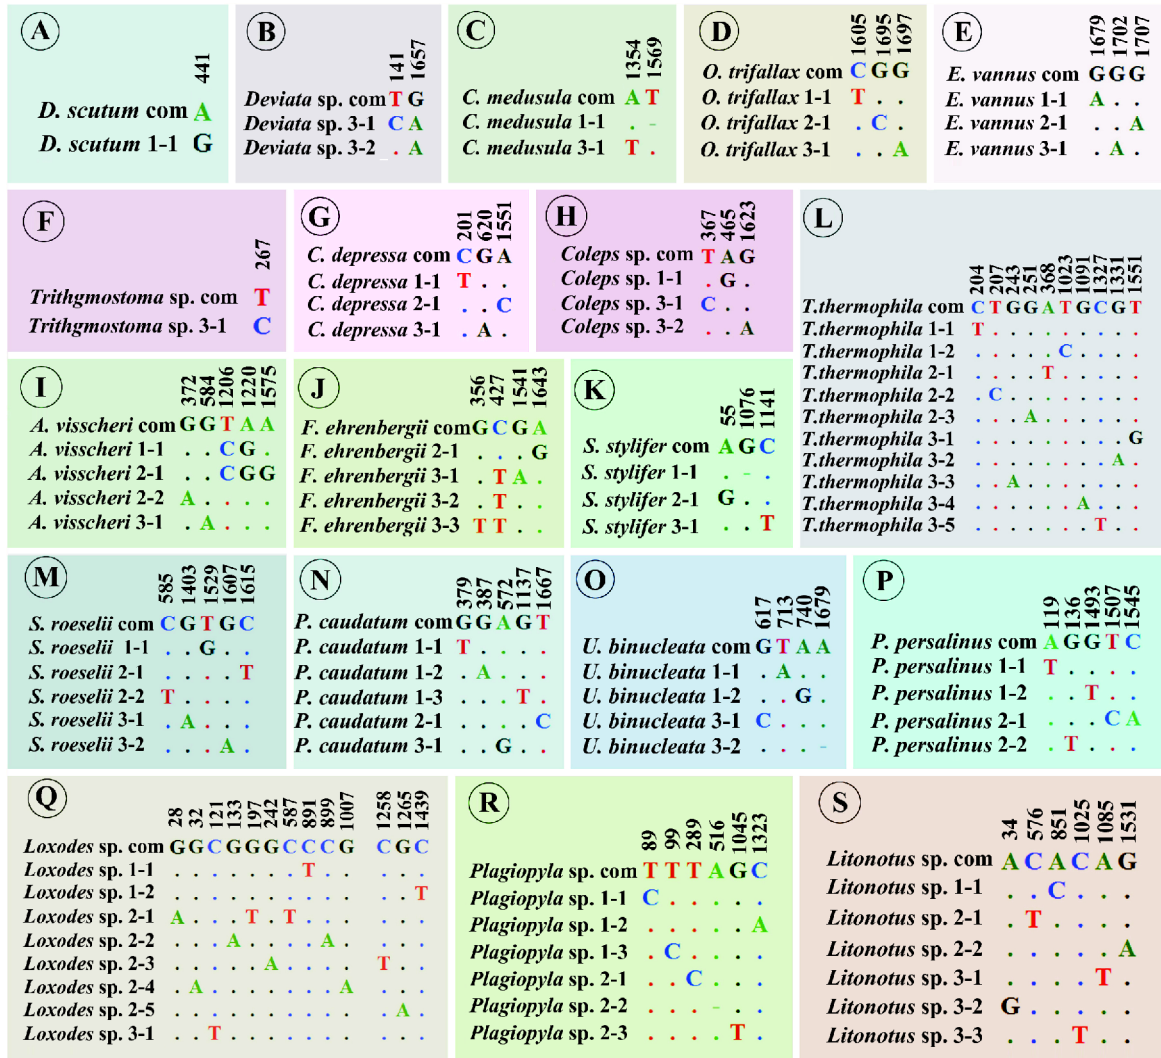 A
441
D. scutum com A
D. scutum 1-1 G
B
141 1657
Deviata sp. com T G
Deviata sp. 3-1 C A
Deviata sp. 3-2 . A
C
1354 1569
C. medusula com A T
C. medusula 1-1 . -
C. medusula 3-1 T .
D
1605 1695 1697
O. trifallax com C G G
O. trifallax 1-1 T . .
O. trifallax 2-1 . C .
O. trifallax 3-1 . . A
E
1679 1702 1707
E. vannus com G G G
E. vannus 1-1 A . .
E. vannus 2-1 . . A
E. vannus 3-1 . A .
F
267
Trithgmostoma sp. com T
Trithgmostoma sp. 3-1 C
G
201 620 1551
C. depressa com C G A
C. depressa 1-1 T . .
C. depressa 2-1 . . C
C. depressa 3-1 . A .
H
367 465 1623
Coleps sp. com T A G
Coleps sp. 1-1 . G .
Coleps sp. 3-1 C . .
Coleps sp. 3-2 . . A
L
204 207 243 251 368 1023 1091 1327 1331 1551
T.thermophila com C T G G A T G C G T
T.thermophila 1-1 T . . . . . . . . .
T.thermophila 1-2 . . . . . C . . . .
T.thermophila 2-1 . . . . T . . . . .
T.thermophila 2-2 . C . . . . . . . .
T.thermophila 2-3 . . . A . . . . . .
T.thermophila 3-1 . . . . . . . . . G
T.thermophila 3-2 . . . . . . . . A .
T.thermophila 3-3 . . A . . . . . . .
T.thermophila 3-4 . . . . . . A . . .
T.thermophila 3-5 . . . . . . . T . .
I
372 584 1206 1220 1575
A. visscheri com G G T A A
A. visscheri 1-1 . . C G .
A. visscheri 2-1 . . C G G
A. visscheri 2-2 A . . . .
A. visscheri 3-1 . A . . .
J
356 427 1541 1643
F. ehrenbergii com G C G A
F. ehrenbergii 2-1 . . . G
F. ehrenbergii 3-1 . T A .
F. ehrenbergii 3-2 . T . .
F. ehrenbergii 3-3 T T . .
K
55 1076 1141
S. stylifer com A G C
S. stylifer 1-1 . - .
S. stylifer 2-1 G . .
S. stylifer 3-1 . . T
M
585 1403 1529 1607 1615
S. roeselii com C G T G C
S. roeselii 1-1 . . G . .
S. roeselii 2-1 . . . . T
S. roeselii 2-2 T . . . .
S. roeselii 3-1 . A . . .
S. roeselii 3-2 . . . A .
N
379 387 572 1137 1667
P. caudatum com G G A G T
P. caudatum 1-1 T . . . .
P. caudatum 1-2 . A . . .
P. caudatum 1-3 . . . T .
P. caudatum 2-1 . . . . C
P. caudatum 3-1 . . G . .
O
617 713 740 1679
U. binucleata com G T A A
U. binucleata 1-1 . A . .
U. binucleata 1-2 . . G .
U. binucleata 3-1 C . . .
U. binucleata 3-2 . . . -
P
119 136 1493 1507 1545
P. persalinus com A G G T C
P. persalinus 1-1 T . . . .
P. persalinus 1-2 . . T . .
P. persalinus 2-1 . . . C A
P. persalinus 2-2 . T . . .
Q
28 32 121 133 197 242 587 891 899 1007 1258 1265 1439
Loxodes sp. com G G C G G G C C C G C G C
Loxodes sp. 1-1 . . . . . . . T . . . . .
Loxodes sp. 1-2 . . . . . . . . . . . . T
Loxodes sp. 2-1 A . . . T . T . . . . . .
Loxodes sp. 2-2 . . . A . . . . A . . . .
Loxodes sp. 2-3 . . . . . A . . . . T . .
Loxodes sp. 2-4 . A . . . . . . . A . . .
Loxodes sp. 2-5 . . . . . . . . . . . A .
Loxodes sp. 3-1 . . T . . . . . . . . . .
R
89 99 289 516 1045 1323
Plagiopyla sp. com T T T A G C
Plagiopyla sp. 1-1 C . . . . .
Plagiopyla sp. 1-2 . . . . . A
Plagiopyla sp. 1-3 . C . . . .
Plagiopyla sp. 2-1 . . C . . .
Plagiopyla sp. 2-2 . . . - . .
Plagiopyla sp. 2-3 . . . . T .
S
34 576 851 1025 1085 1531
Litonotus sp. com A C A C A G
Litonotus sp. 1-1 . . C . . .
Litonotus sp. 2-1 . T . . . .
Litonotus sp. 2-2 . . . . . A
Litonotus sp. 3-1 . . . . T .
Litonotus sp. 3-2 G . . . . .
Litonotus sp. 3-3 . . . T . .